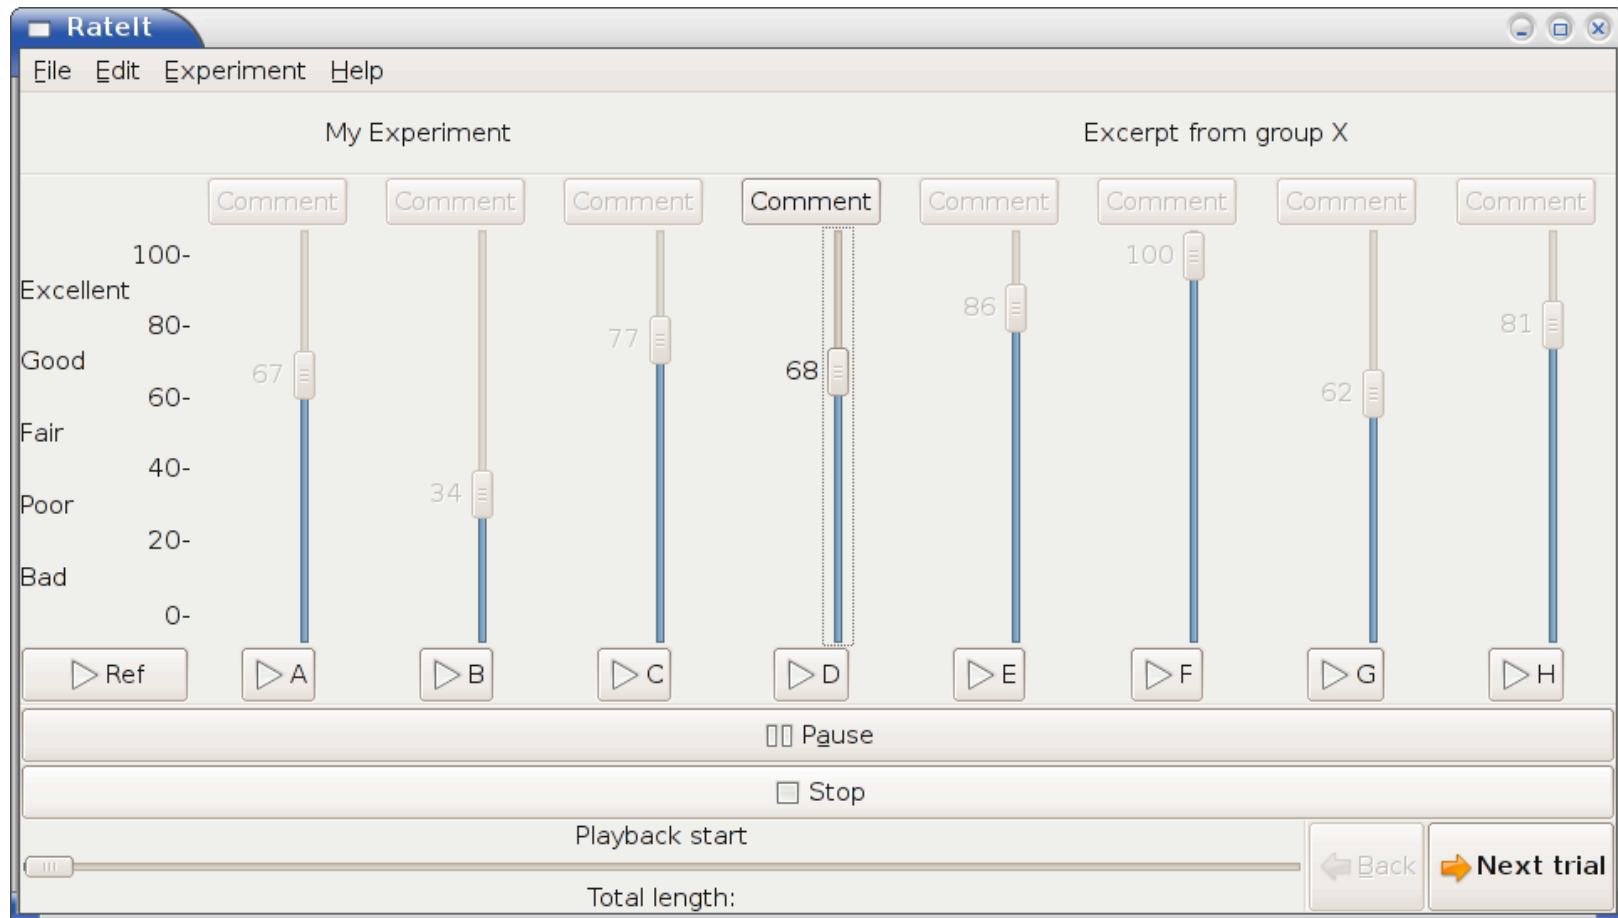 RateIt
File Edit Experiment Help
My Experiment Excerpt from group X
Comment Comment Comment Comment Comment Comment Comment Comment
100-
Excellent
80-
Good
60-
Fair
40-
Poor
20-
Bad
0-
67 34 77 68 86 100 62 81
Ref A B C D E F G H
Pause
Stop
Playback start
Total length:
Back Next trial